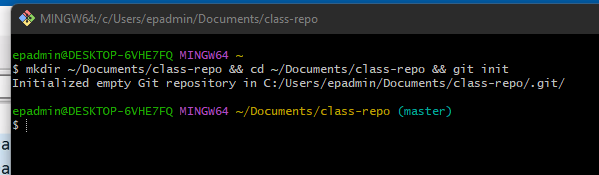 MINGW64:/c/Users/epadmin/Documents/class-repo
epadmin@DESKTOP-6VHE7FQ MINGW64 ~
$ mkdir ~/Documents/class-repo && cd ~/Documents/class-repo && git init
Initialized empty Git repository in C:/Users/epadmin/Documents/class-repo/.git/
epadmin@DESKTOP-6VHE7FQ MINGW64 ~/Documents/class-repo (master)
$
a
a